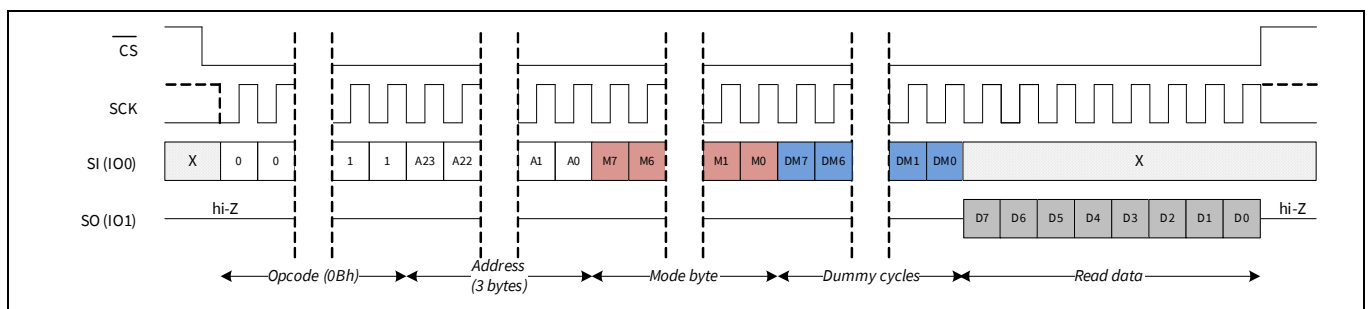 CS
SCK
SI (IO0) X 0 0 1 1 A23 A22 A1 A0 M7 M6 M1 M0 DM7 DM6 DM1 DM0 X
SO (IO1) hi-Z D7 D6 D5 D4 D3 D2 D1 D0 hi-Z
Opcode (0Bh) Address (3 bytes) Mode byte Dummy cycles Read data